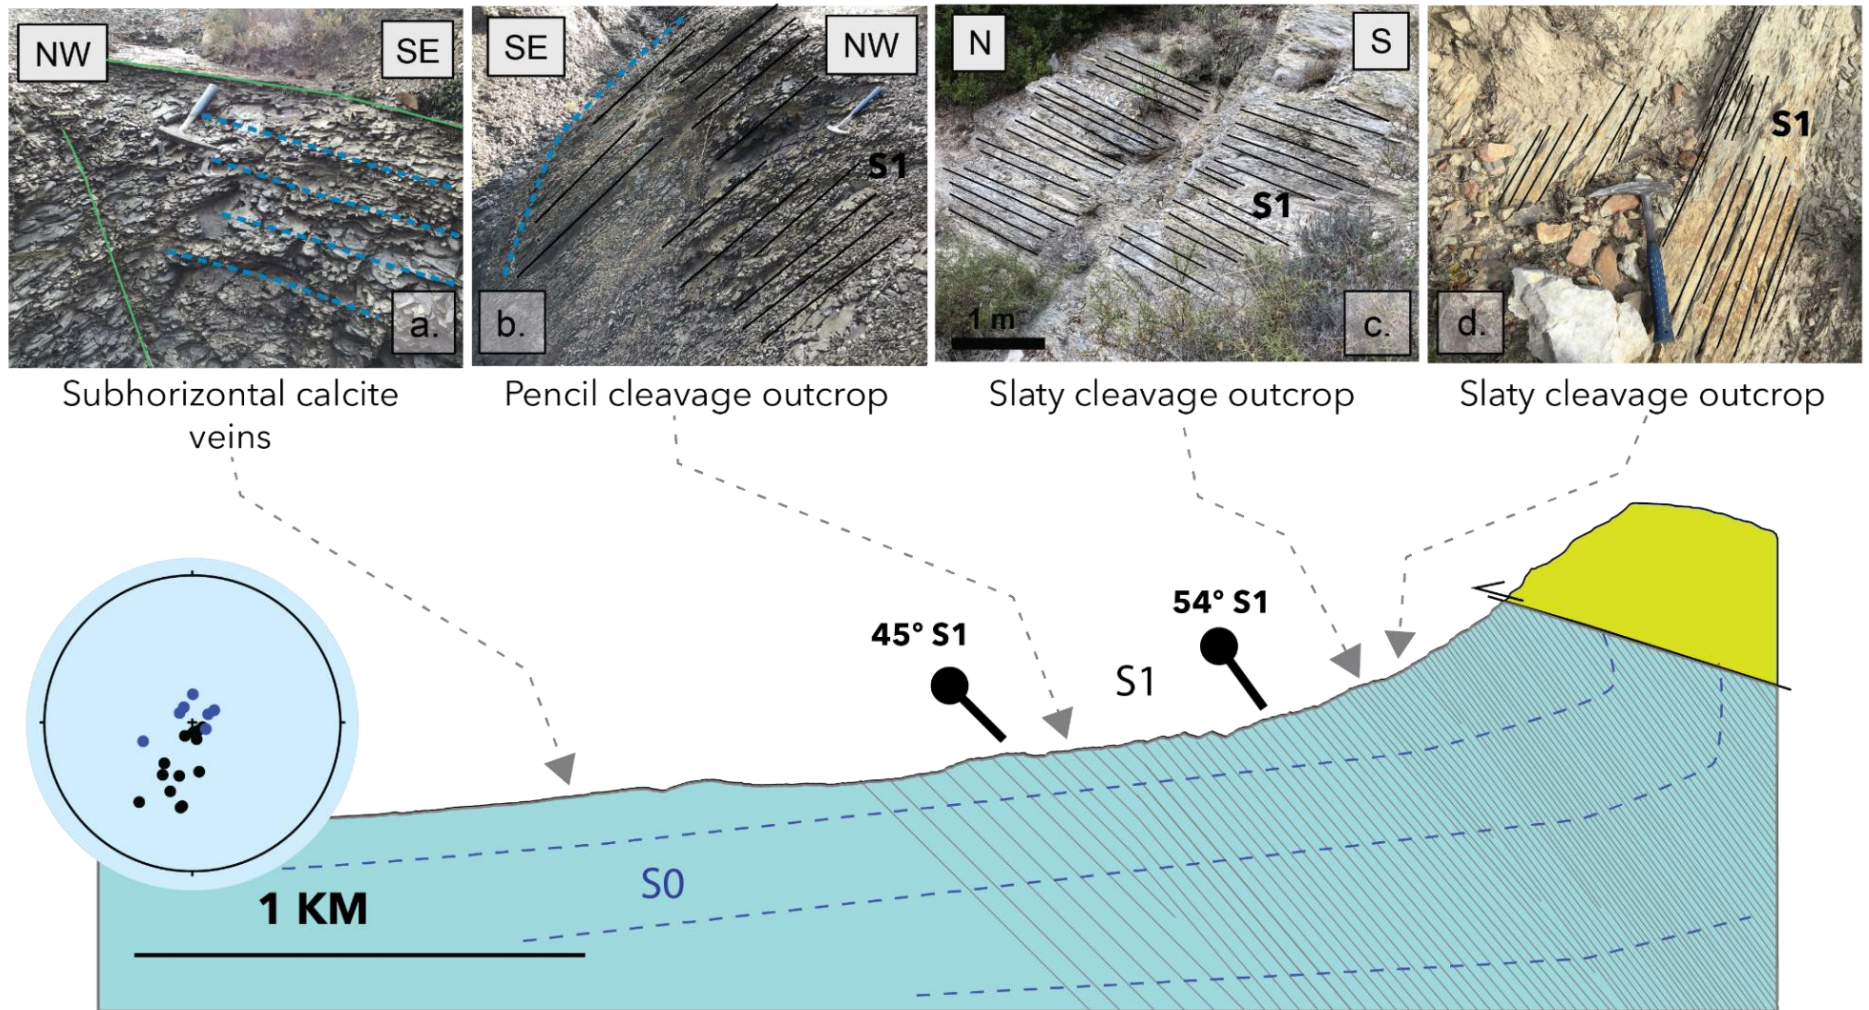 NW
SE
a.
SE
NW
S1
b.
N
S
S1
1 m
c.
S1
d.
Subhorizontal calcite
veins
Pencil cleavage outcrop
Slaty cleavage outcrop
Slaty cleavage outcrop
45° S1
54° S1
S1
S0
1 KM